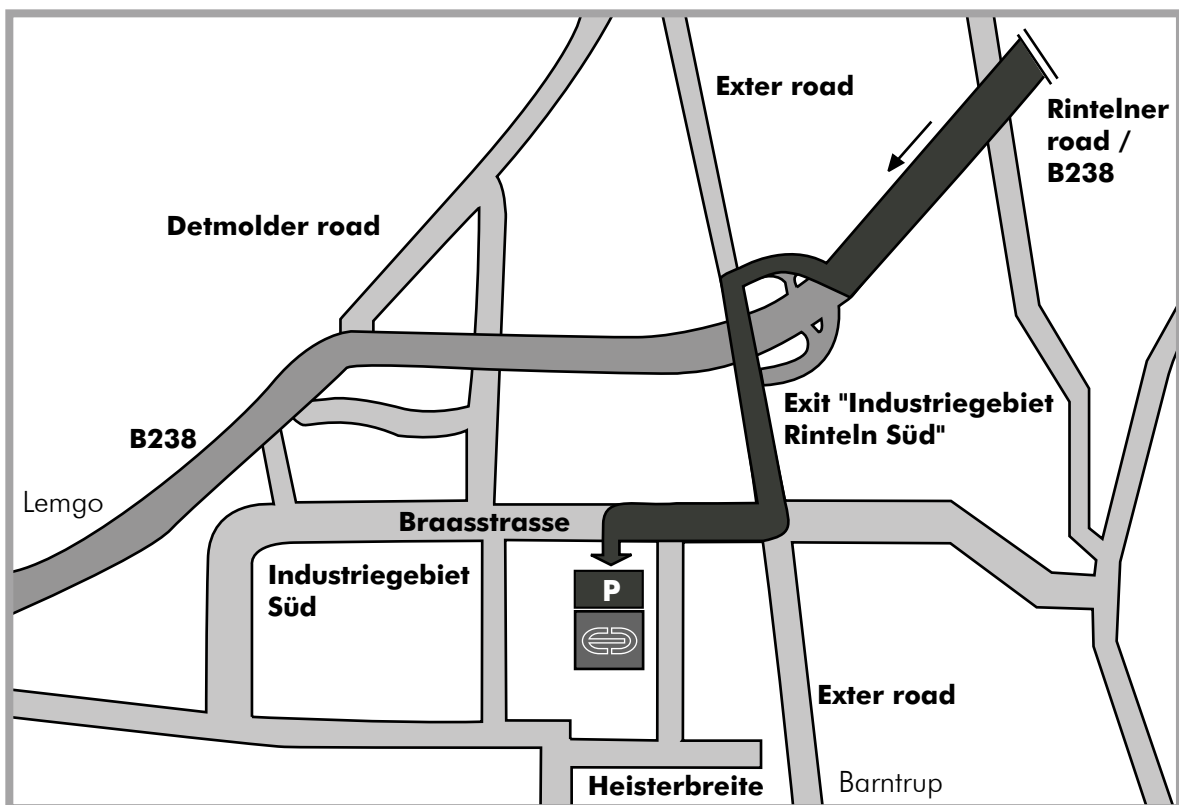 Exter road
Rintelner
road /
B238
Detmolder road
Exit "Industriegebiet
Rinteln Süd"
B238
Lemgo
Braasstrasse
Industriegebiet
Süd
P
Exter road
Heisterbreite
Barntrup